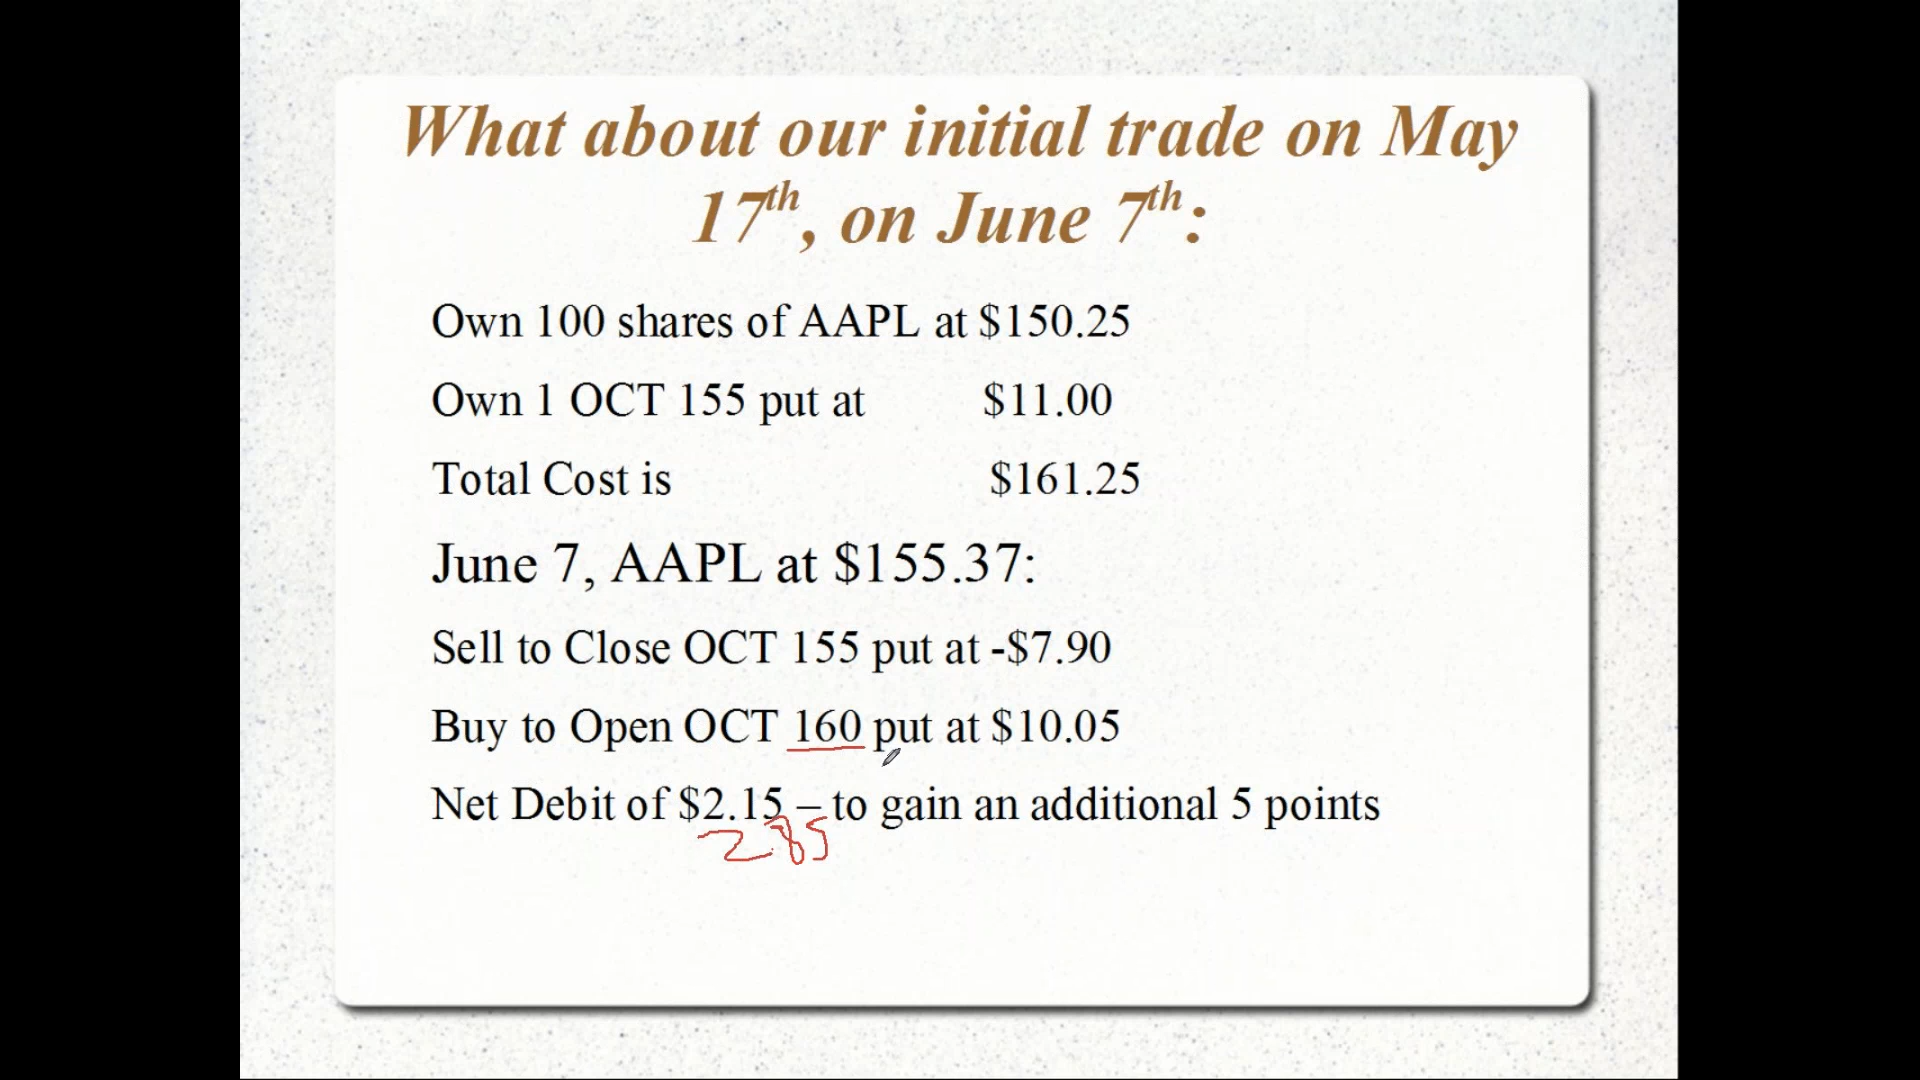 What about our initial trade on May
17th, on June 7th:
Own 100 shares of AAPL at $150.25
Own 1 OCT 155 put at $11.00
Total Cost is $161.25
June 7, AAPL at $155.37:
Sell to Close OCT 155 put at -$7.90
Buy to Open OCT 160 put at $10.05
Net Debit of $2.15 – to gain an additional 5 points
2.85